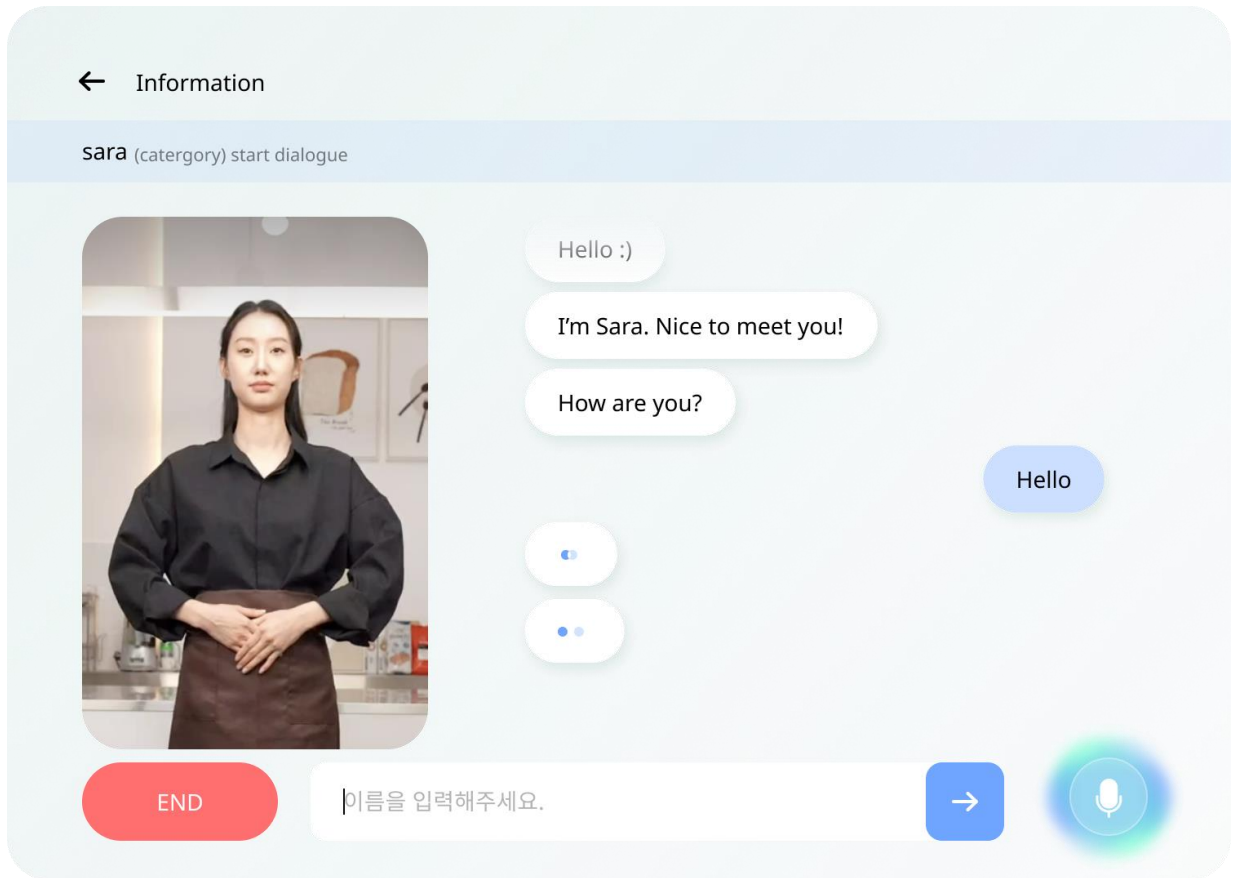 Information
sara (catergory) start dialogue
Hello :)
I'm Sara. Nice to meet you!
How are you?
Hello
END
이름을 입력해주세요.